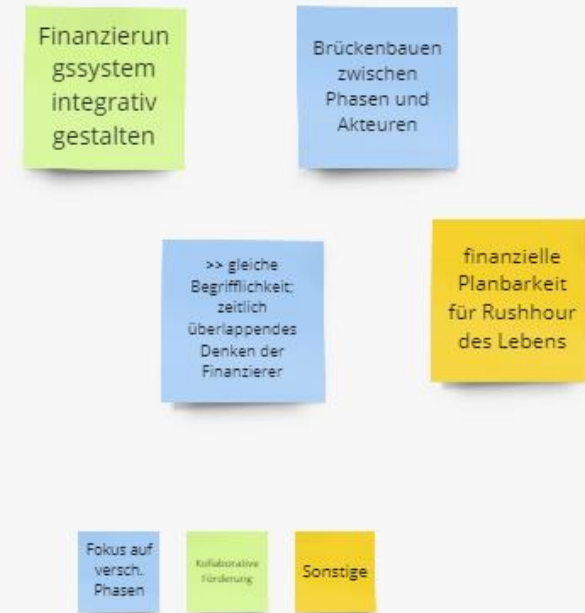 Finanzierun
gssystem
integrativ
gestalten
Brückenbauen
zwischen
Phasen und
Akteuren
>> gleiche
Begrifflichkeit;
zeitlich
überlappendes
Denken der
Finanzierer
finanzielle
Planbarkeit
für Rushhour
des Lebens
Fokus auf
versch.
Phasen
Kollaborative
Förderung
Sonstige